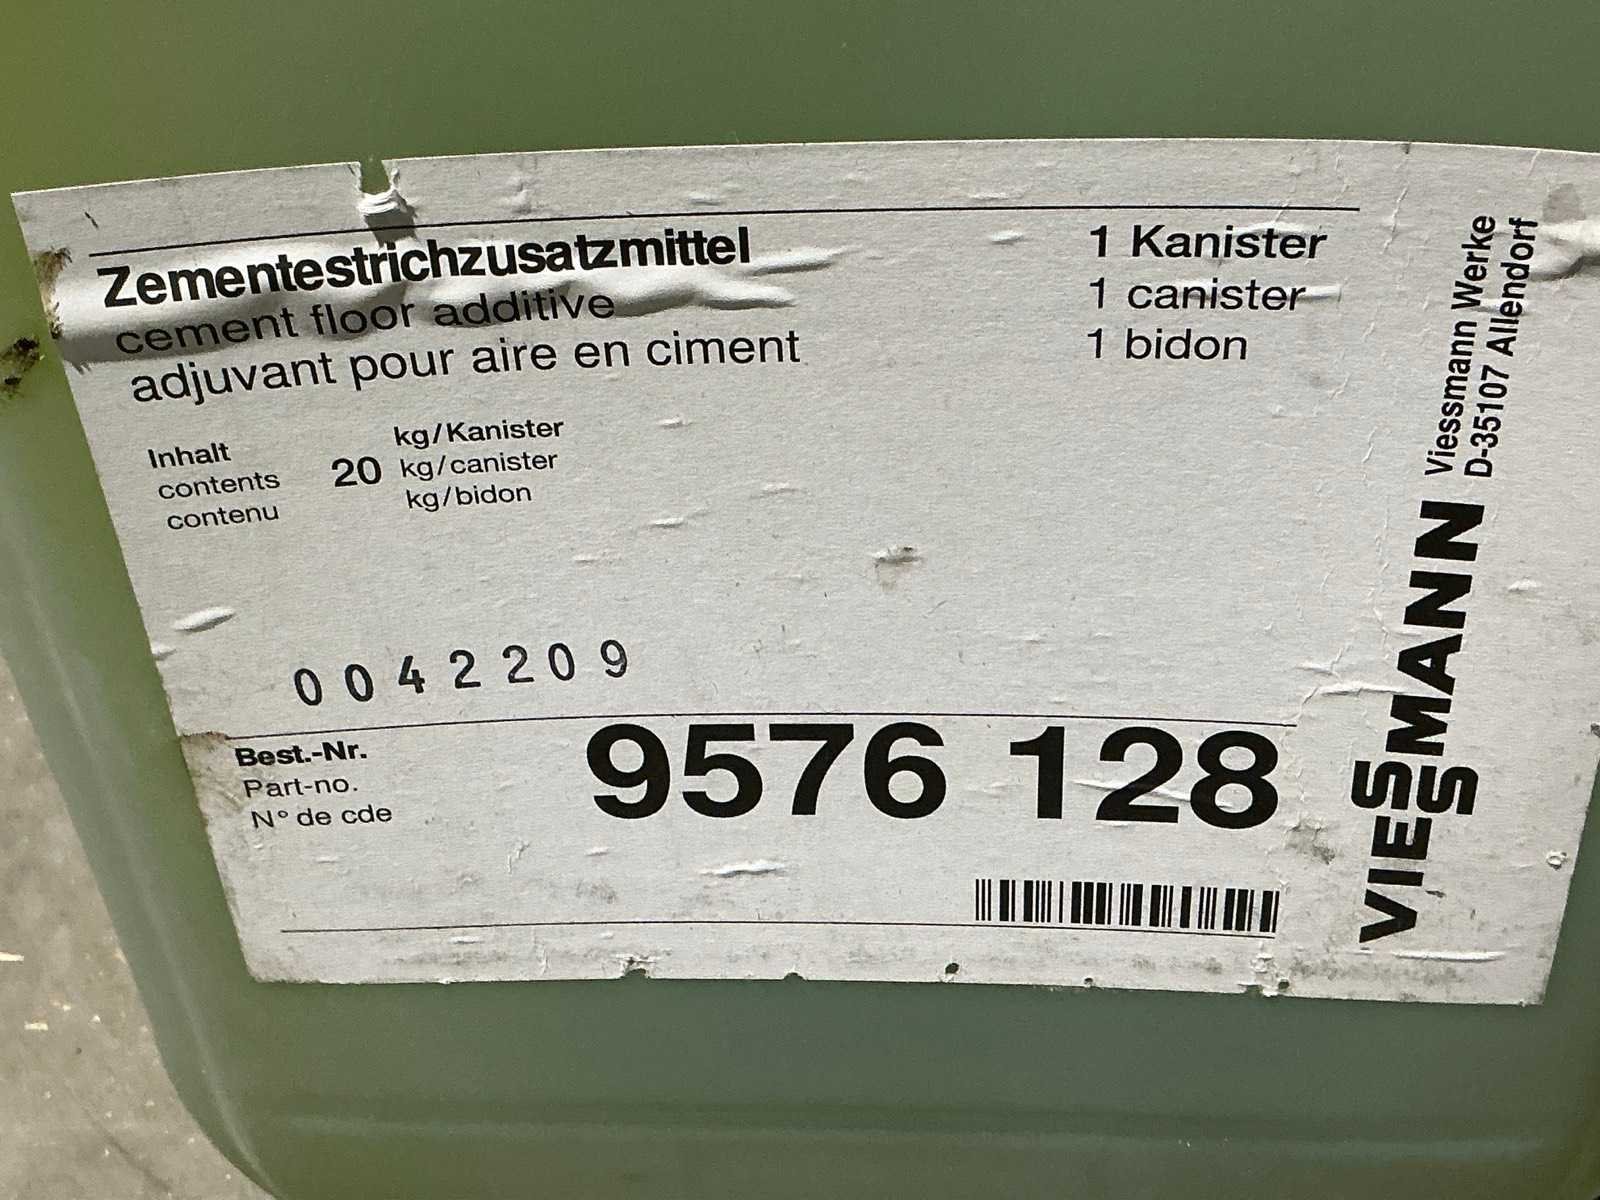 Zementestrichzusatzmittel
cement floor additive
adjuvant pour aire en ciment
1 Kanister
1 canister
1 bidon
Inhalt
contents
contenu
20
kg/Kanister
kg/canister
kg/bidon
0042209
Best.-Nr.
Part-no.
N° de cde
9576 128
VIESMANN
Viessmann Werke
D-35107 Allendorf